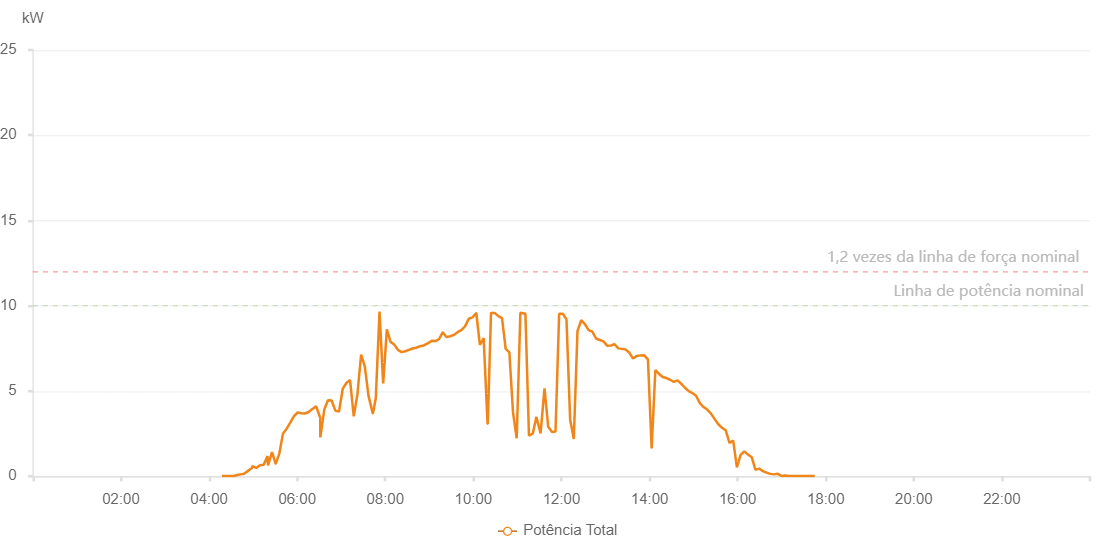 kW
25
20
15
1,2 vezes da linha de força nominal
Linha de potência nominal
10
5
0
02:00 04:00 06:00 08:00 10:00 12:00 14:00 16:00 18:00 20:00 22:00
Potência Total